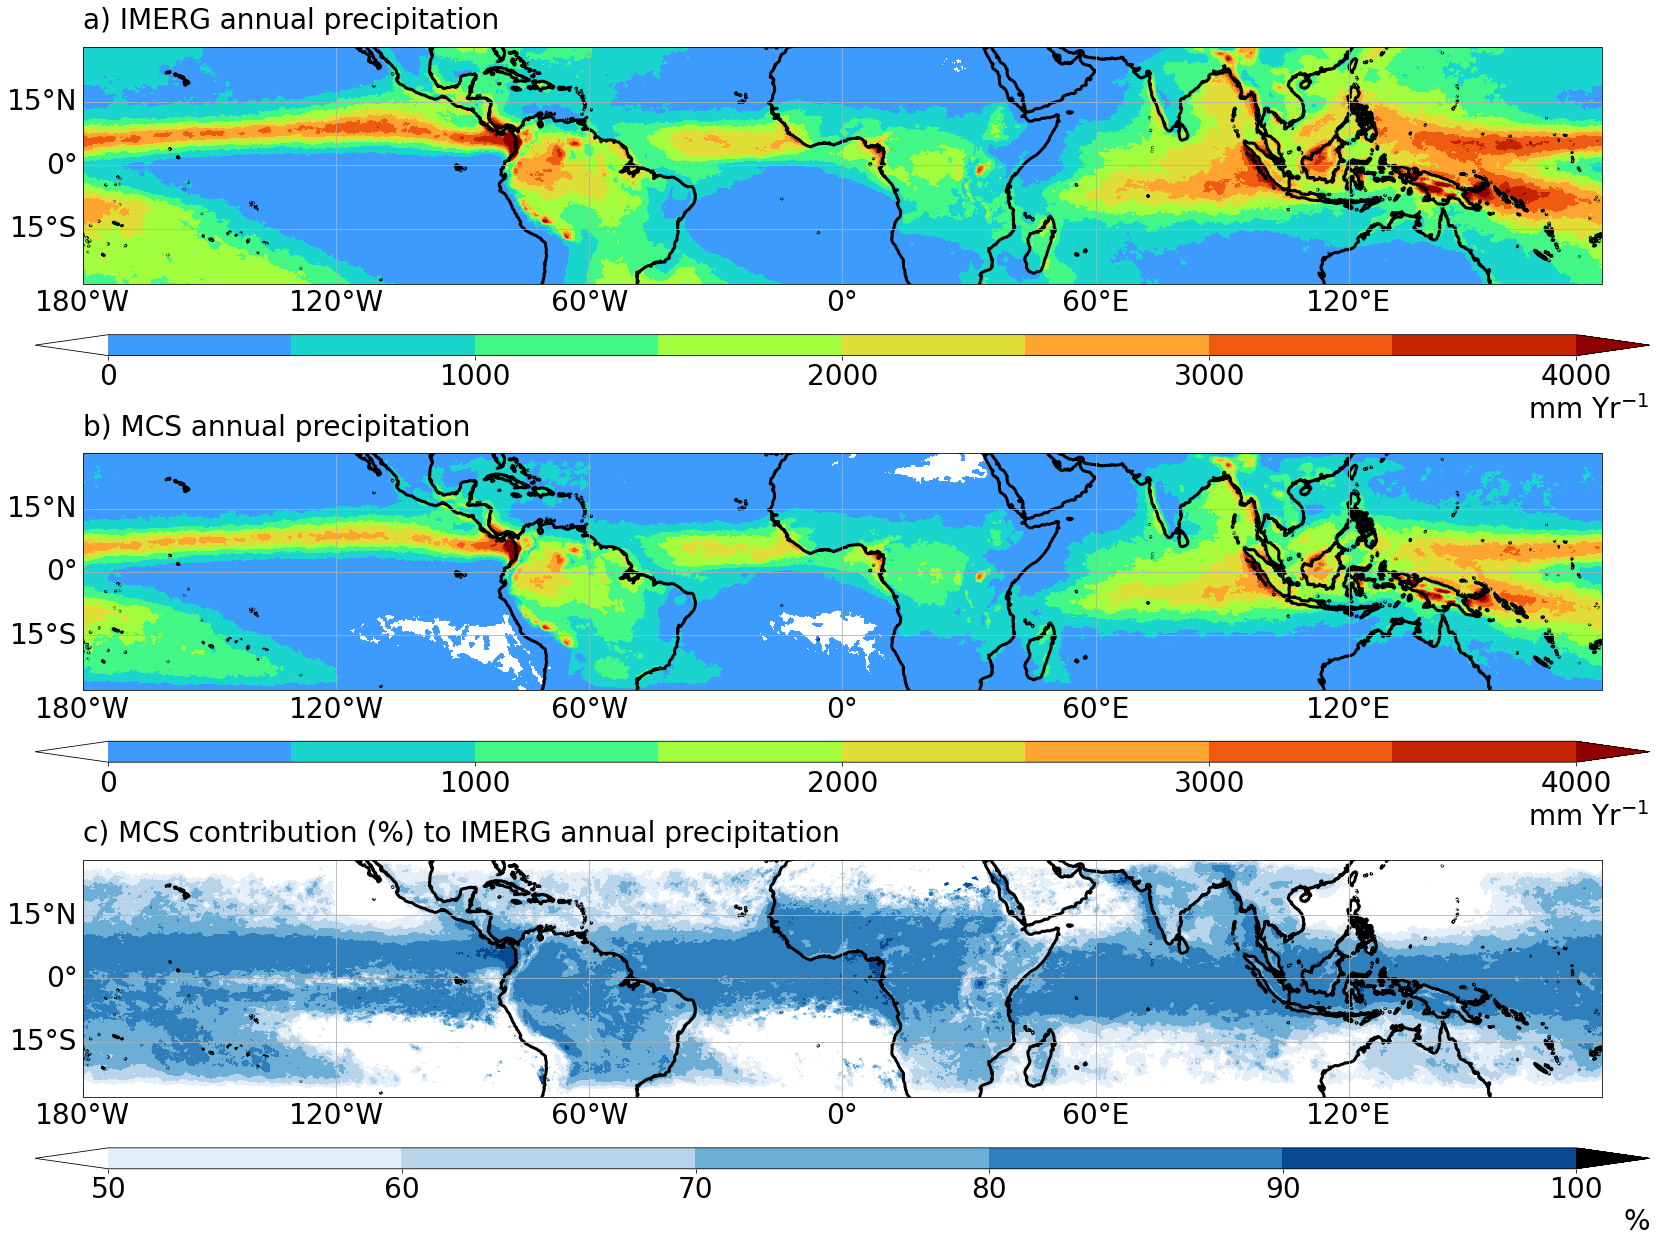 a) IMERG annual precipitation
15°N
0°
15°S
180°W 120°W 60°W 0° 60°E 120°E
0 1000 2000 3000 4000
mm Yr⁻¹
b) MCS annual precipitation
15°N
0°
15°S
180°W 120°W 60°W 0° 60°E 120°E
0 1000 2000 3000 4000
mm Yr⁻¹
c) MCS contribution (%) to IMERG annual precipitation
15°N
0°
15°S
180°W 120°W 60°W 0° 60°E 120°E
50 60 70 80 90 100
%